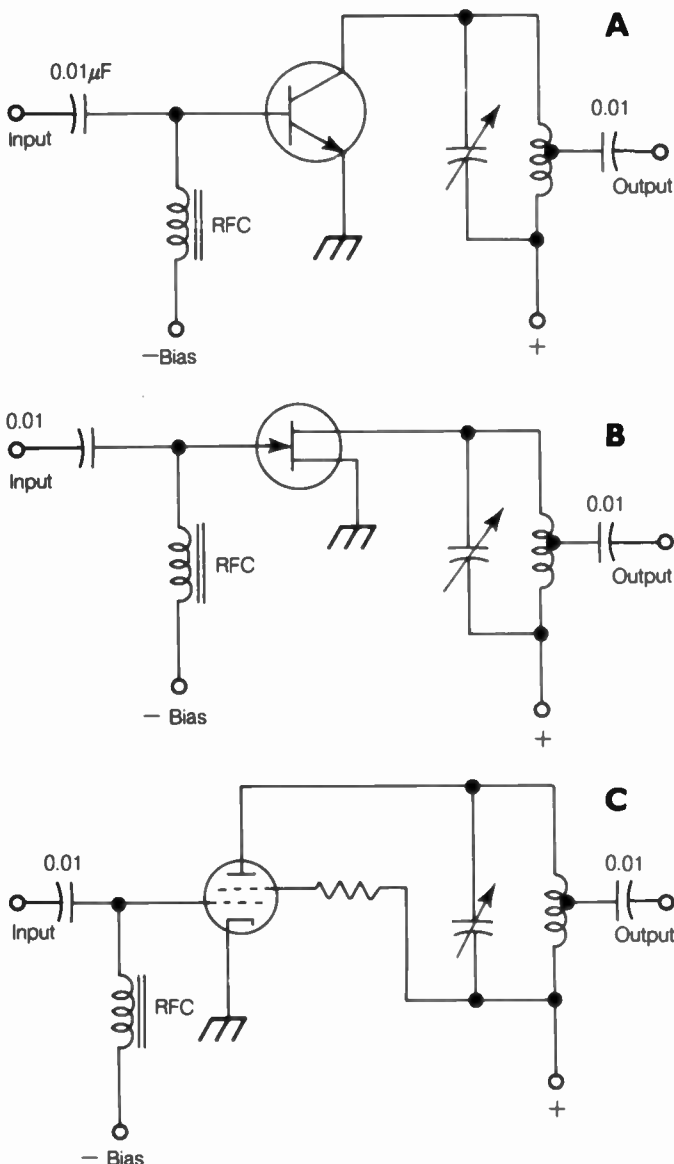 A
0.01μF
0.01
Input
Output
RFC
−Bias
+
B
0.01
0.01
Input
Output
RFC
− Bias
+
C
0.01
0.01
Input
Output
RFC
− Bias
+